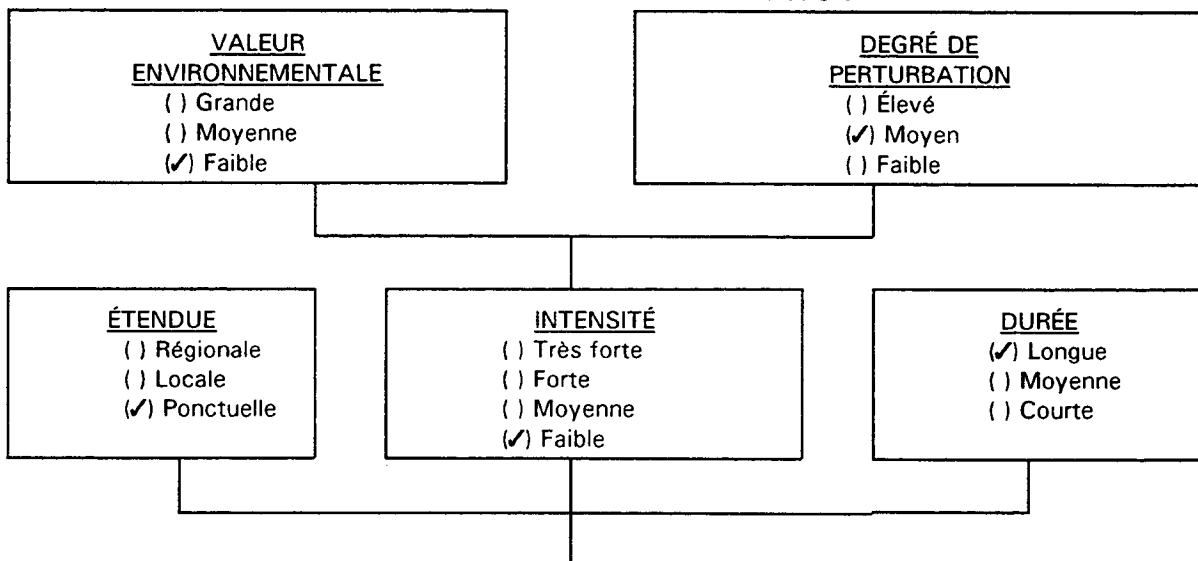 VALEUR
ENVIRONNEMENTALE
( ) Grande
( ) Moyenne
(✓) Faible
DEGRÉ DE
PERTURBATION
( ) Élevé
(✓) Moyen
( ) Faible
ÉTENDUE
( ) Régionale
( ) Locale
(✓) Ponctuelle
INTENSITÉ
( ) Très forte
( ) Forte
( ) Moyenne
(✓) Faible
DURÉE
(✓) Longue
( ) Moyenne
( ) Courte